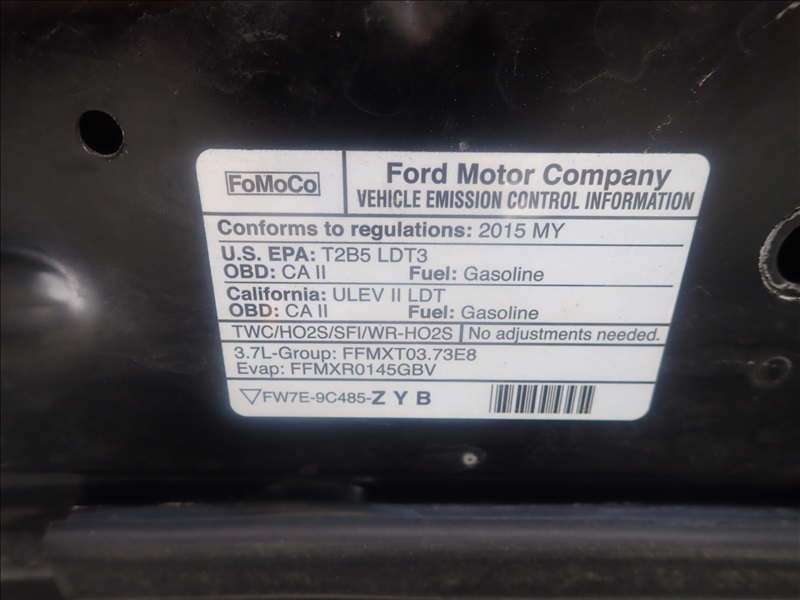 FoMoCo
Ford Motor Company
VEHICLE EMISSION CONTROL INFORMATION
Conforms to regulations: 2015 MY
U.S. EPA: T2B5 LDT3
OBD: CA II Fuel: Gasoline
California: ULEV II LDT
OBD: CA II Fuel: Gasoline
TWC/HO2S/SFI/WR-HO2S No adjustments needed.
3.7L-Group: FFMXT03.73E8
Evap: FFMXR0145GBV
FW7E-9C485-Z Y B